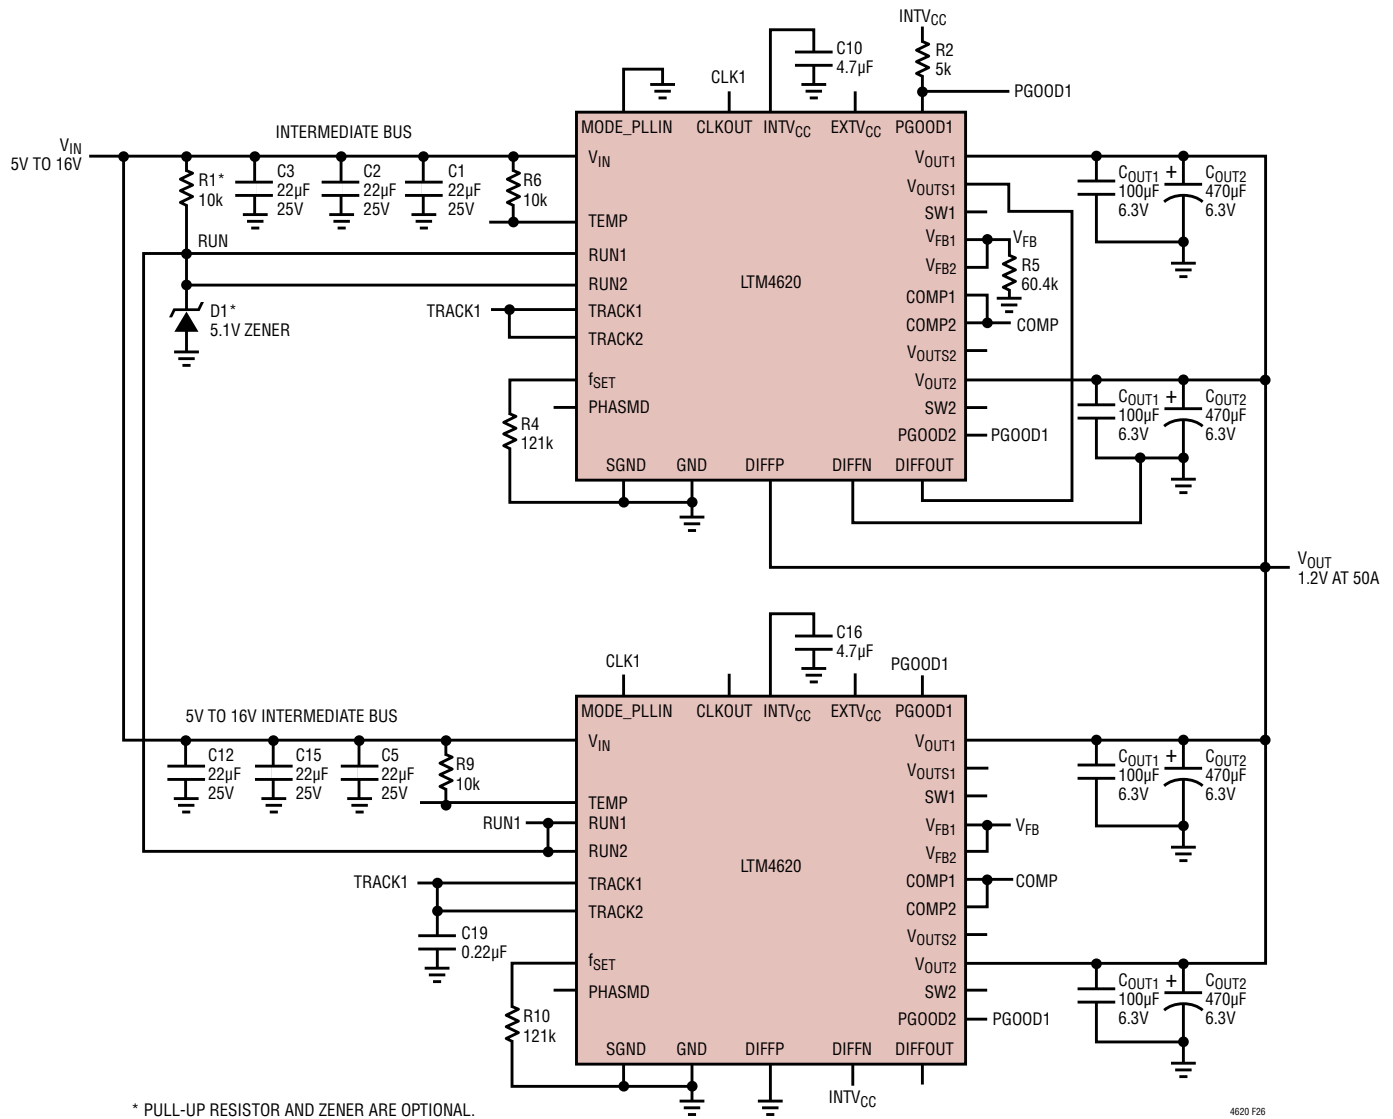 INTVCC
R2
5k
PGOOD1
C10
4.7µF
CLK1
MODE_PLLIN
CLKOUT
INTVCC
EXTVCC
PGOOD1
VIN
5V TO 16V
INTERMEDIATE BUS
R1*
10k
C3
22µF
25V
C2
22µF
25V
C1
22µF
25V
R6
10k
VIN
TEMP
RUN
RUN1
RUN2
D1*
5.1V ZENER
TRACK1
TRACK1
TRACK2
fSET
PHASMD
R4
121k
SGND
GND
DIFFP
DIFFN
DIFFOUT
LTM4620
VOUT1
VOUTS1
SW1
VFB1
VFB
VFB2
R5
60.4k
COMP1
COMP2
COMP
VOUTS2
VOUT2
SW2
PGOOD2
PGOOD1
COUT1
100µF
6.3V
+
COUT2
470µF
6.3V
COUT1
100µF
6.3V
+
COUT2
470µF
6.3V
VOUT
1.2V AT 50A
C16
4.7µF
CLK1
PGOOD1
MODE_PLLIN
CLKOUT
INTVCC
EXTVCC
PGOOD1
5V TO 16V INTERMEDIATE BUS
C12
22µF
25V
C15
22µF
25V
C5
22µF
25V
R9
10k
VIN
TEMP
RUN1
RUN1
RUN2
TRACK1
TRACK1
TRACK2
C19
0.22µF
fSET
PHASMD
R10
121k
SGND
GND
DIFFP
DIFFN
DIFFOUT
INTVCC
LTM4620
VOUT1
VOUTS1
SW1
VFB1
VFB
VFB2
COMP1
COMP
COMP2
VOUTS2
VOUT2
SW2
PGOOD2
PGOOD1
COUT1
100µF
6.3V
+
COUT2
470µF
6.3V
COUT1
100µF
6.3V
+
COUT2
470µF
6.3V
* PULL-UP RESISTOR AND ZENER ARE OPTIONAL.
4620 F26